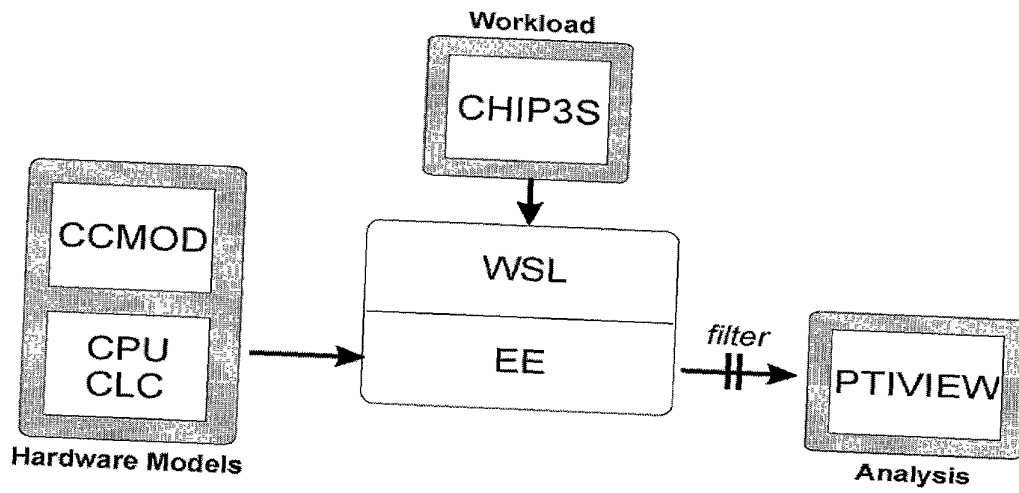 Workload
CHIP3S
CCMOD
CPU
CLC
Hardware Models
WSL
EE
filter
PTIVIEW
Analysis